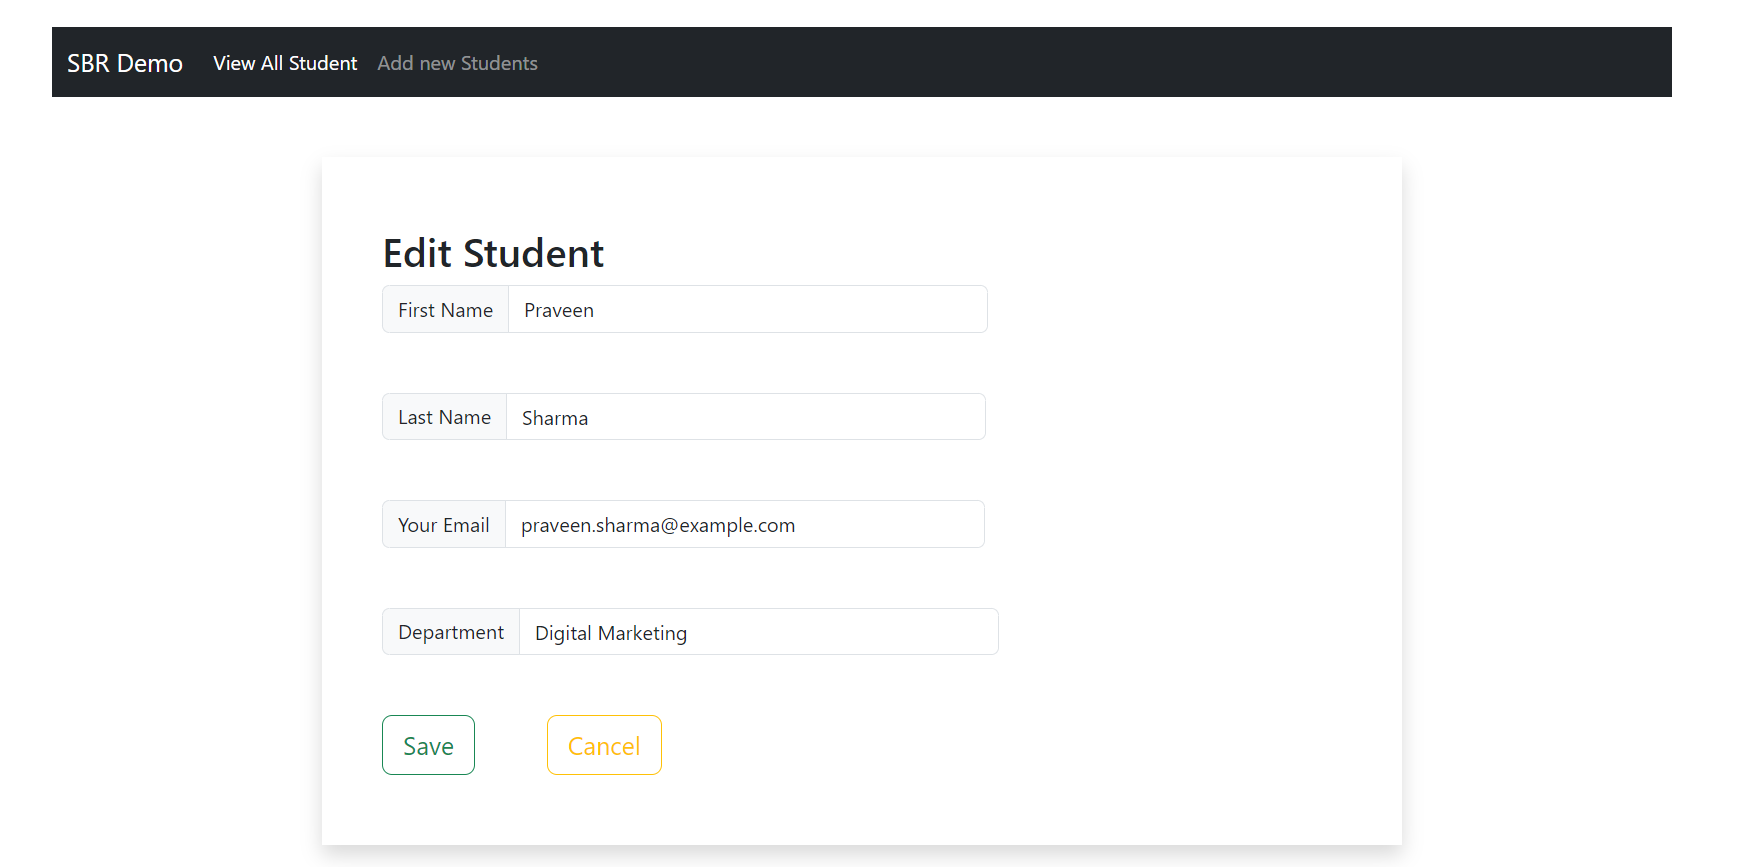 SBR Demo View All Student Add new Students
Edit Student
First Name Praveen
Last Name Sharma
Your Email praveen.sharma@example.com
Department Digital Marketing
Save Cancel